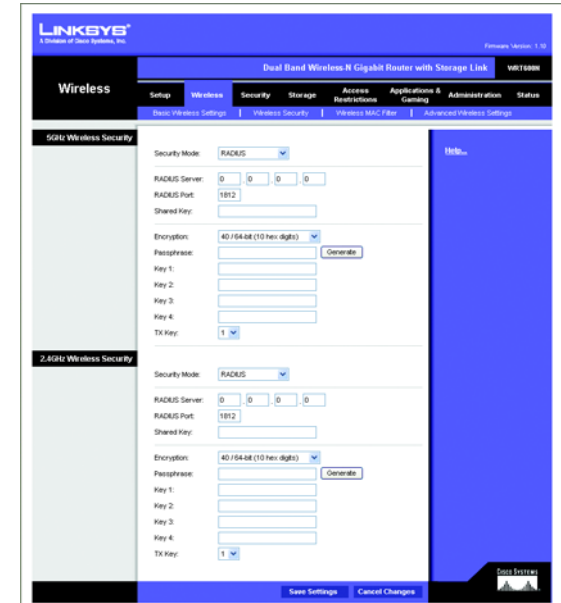 LINKSYS®
A Division of Cisco Systems, Inc.
Firmware Version: 1.10
Dual Band Wireless-N Gigabit Router with Storage Link WRT600N
Wireless
Setup Wireless Security Storage Access Restrictions Applications & Gaming Administration Status
Basic Wireless Settings | Wireless Security | Wireless MAC Filter | Advanced Wireless Settings
5GHz Wireless Security
Help...
Security Mode: RADIUS
RADIUS Server: 0 . 0 . 0 . 0
RADIUS Port: 1812
Shared Key:
Encryption: 40 / 64-bit (10 hex digits)
Passphrase: Generate
Key 1:
Key 2:
Key 3:
Key 4:
TX Key: 1
2.4GHz Wireless Security
Security Mode: RADIUS
RADIUS Server: 0 . 0 . 0 . 0
RADIUS Port: 1812
Shared Key:
Encryption: 40 / 64-bit (10 hex digits)
Passphrase: Generate
Key 1:
Key 2:
Key 3:
Key 4:
TX Key: 1
Save Settings Cancel Changes
CISCO SYSTEMS